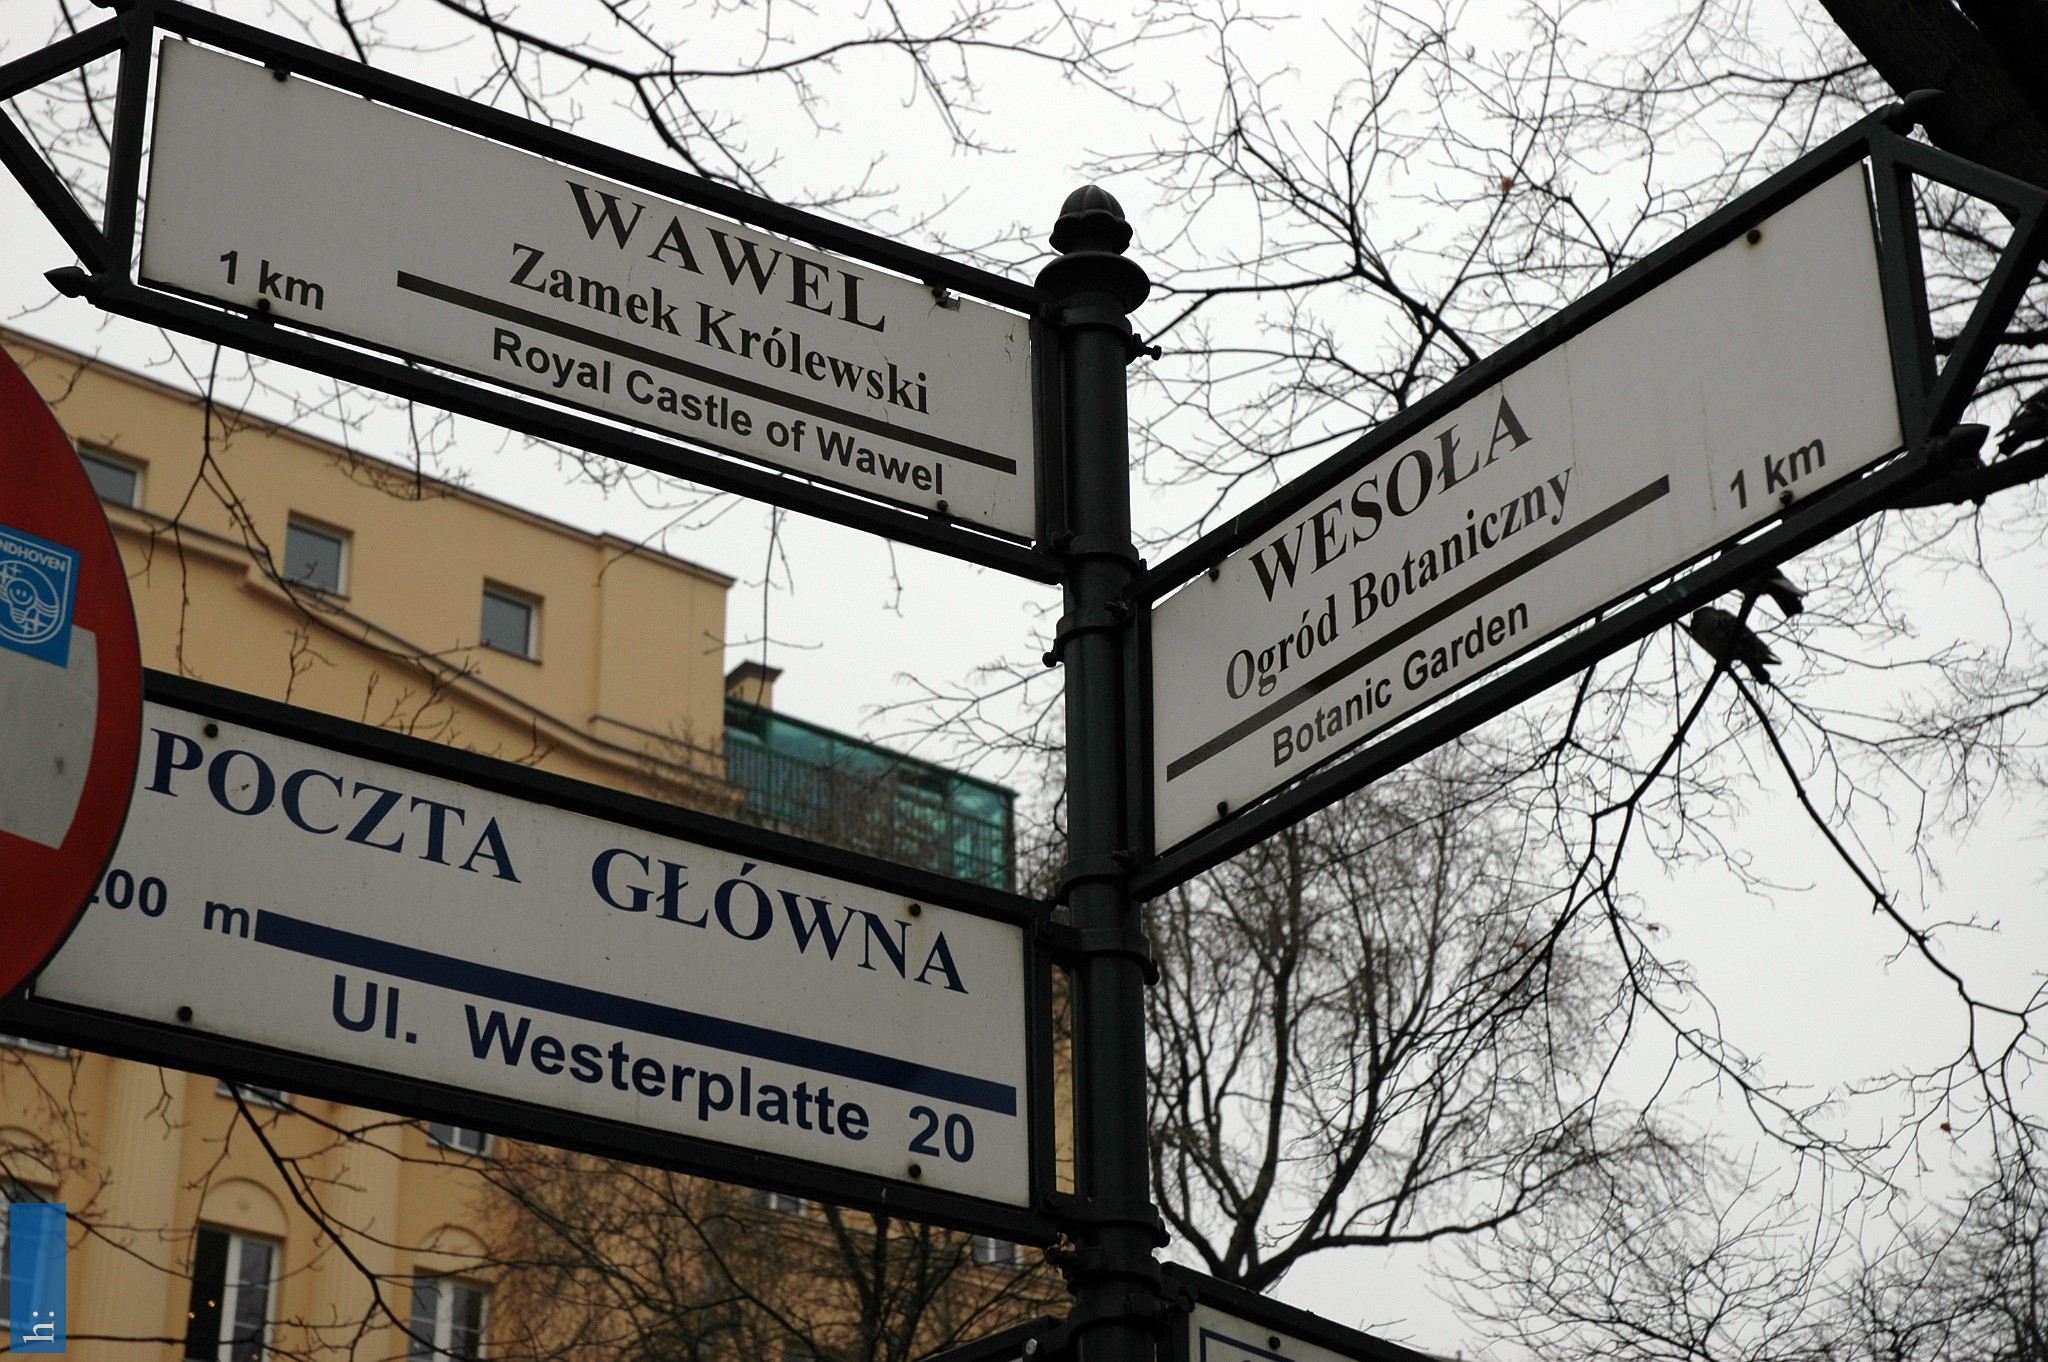 WAWEL
Zamek Królewski
1 km
Royal Castle of Wawel
WESOŁA
Ogród Botaniczny
1 km
Botanic Garden
POCZTA GŁÓWNA
m
Ul. Westerplatte 20
h: